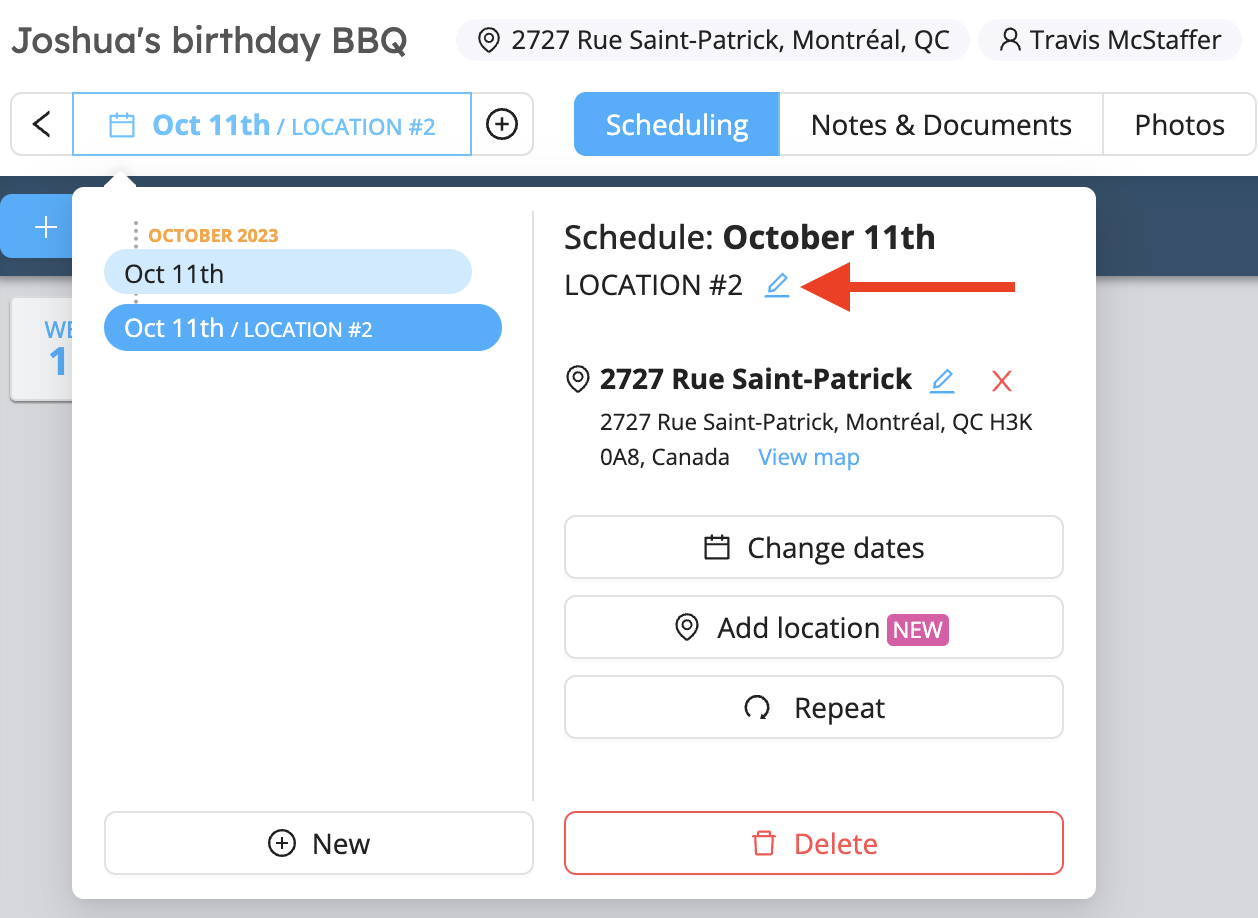 Joshua's birthday BBQ
2727 Rue Saint-Patrick, Montréal, QC
Travis McStaffer
Oct 11th / LOCATION #2
Scheduling
Notes & Documents
Photos
OCTOBER 2023
Oct 11th
Oct 11th / LOCATION #2
Schedule: October 11th
LOCATION #2
2727 Rue Saint-Patrick
2727 Rue Saint-Patrick, Montréal, QC H3K
0A8, Canada View map
Change dates
Add location NEW
Repeat
New
Delete